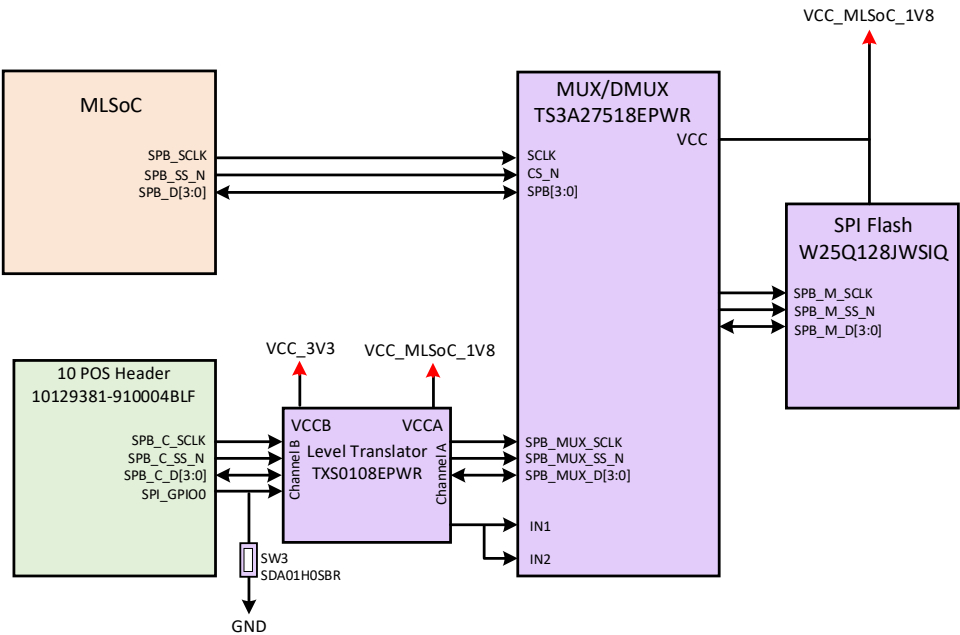 VCC_MLSoC_1V8
MLSoC
SPB_SCLK
SPB_SS_N
SPB_D[3:0]
MUX/DMUX
TS3A27518EPWR
VCC
SCLK
CS_N
SPB[3:0]
SPI Flash
W25Q128JWSIQ
SPB_M_SCLK
SPB_M_SS_N
SPB_M_D[3:0]
10 POS Header
10129381-910004BLF
SPB_C_SCLK
SPB_C_SS_N
SPB_C_D[3:0]
SPI_GPIO0
VCC_3V3
VCC_MLSoC_1V8
VCCB
VCCA
Level Translator
TXS0108EPWR
Channel B
Channel A
SPB_MUX_SCLK
SPB_MUX_SS_N
SPB_MUX_D[3:0]
IN1
IN2
SW3
SDA01H0SBR
GND